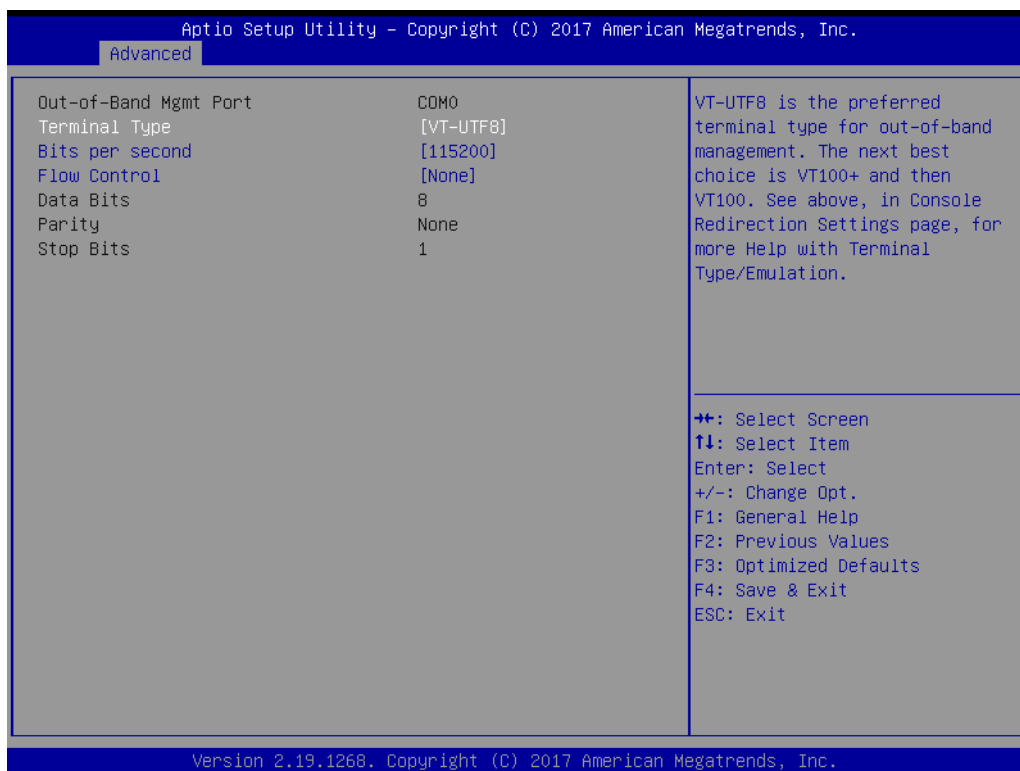 Aptio Setup Utility – Copyright (C) 2017 American Megatrends, Inc.
Advanced
Out-of-Band Mgmt Port COM0
Terminal Type [VT-UTF8]
Bits per second [115200]
Flow Control [None]
Data Bits 8
Parity None
Stop Bits 1
VT-UTF8 is the preferred
terminal type for out-of-band
management. The next best
choice is VT100+ and then
VT100. See above, in Console
Redirection Settings page, for
more Help with Terminal
Type/Emulation.
→←: Select Screen
↑↓: Select Item
Enter: Select
+/-: Change Opt.
F1: General Help
F2: Previous Values
F3: Optimized Defaults
F4: Save & Exit
ESC: Exit
Version 2.19.1268. Copyright (C) 2017 American Megatrends, Inc.